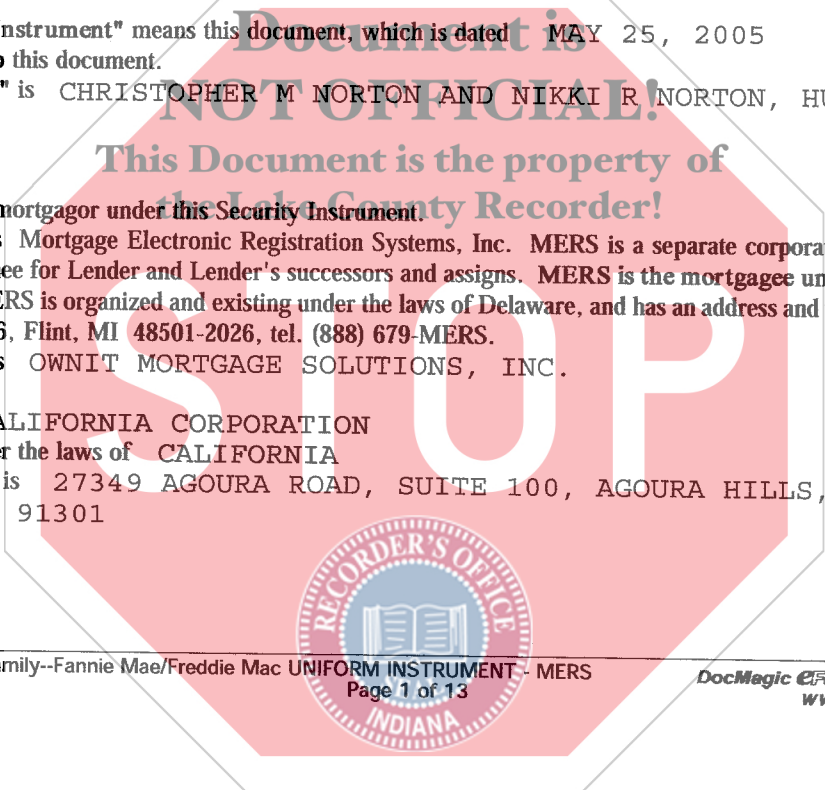 Document is
nstrument" means this document, which is dated MAY 25, 2005
this document.
NOT OFFICIAL!
" is CHRISTOPHER M NORTON AND NIKKI R NORTON, HU
This Document is the property of
the Lake County Recorder!
mortgagor under this Security Instrument.
Mortgage Electronic Registration Systems, Inc. MERS is a separate corpora
ee for Lender and Lender's successors and assigns. MERS is the mortgagee un
ERS is organized and existing under the laws of Delaware, and has an address and
6, Flint, MI 48501-2026, tel. (888) 679-MERS.
s OWNIT MORTGAGE SOLUTIONS, INC.
STOP
ALIFORNIA CORPORATION
r the laws of CALIFORNIA
is 27349 AGOURA ROAD, SUITE 100, AGOURA HILLS,
91301
RECORDER'S OFFICE
SEAL
INDIANA
mily--Fannie Mae/Freddie Mac UNIFORM INSTRUMENT - MERS
Page 1 of 13
DocMagic